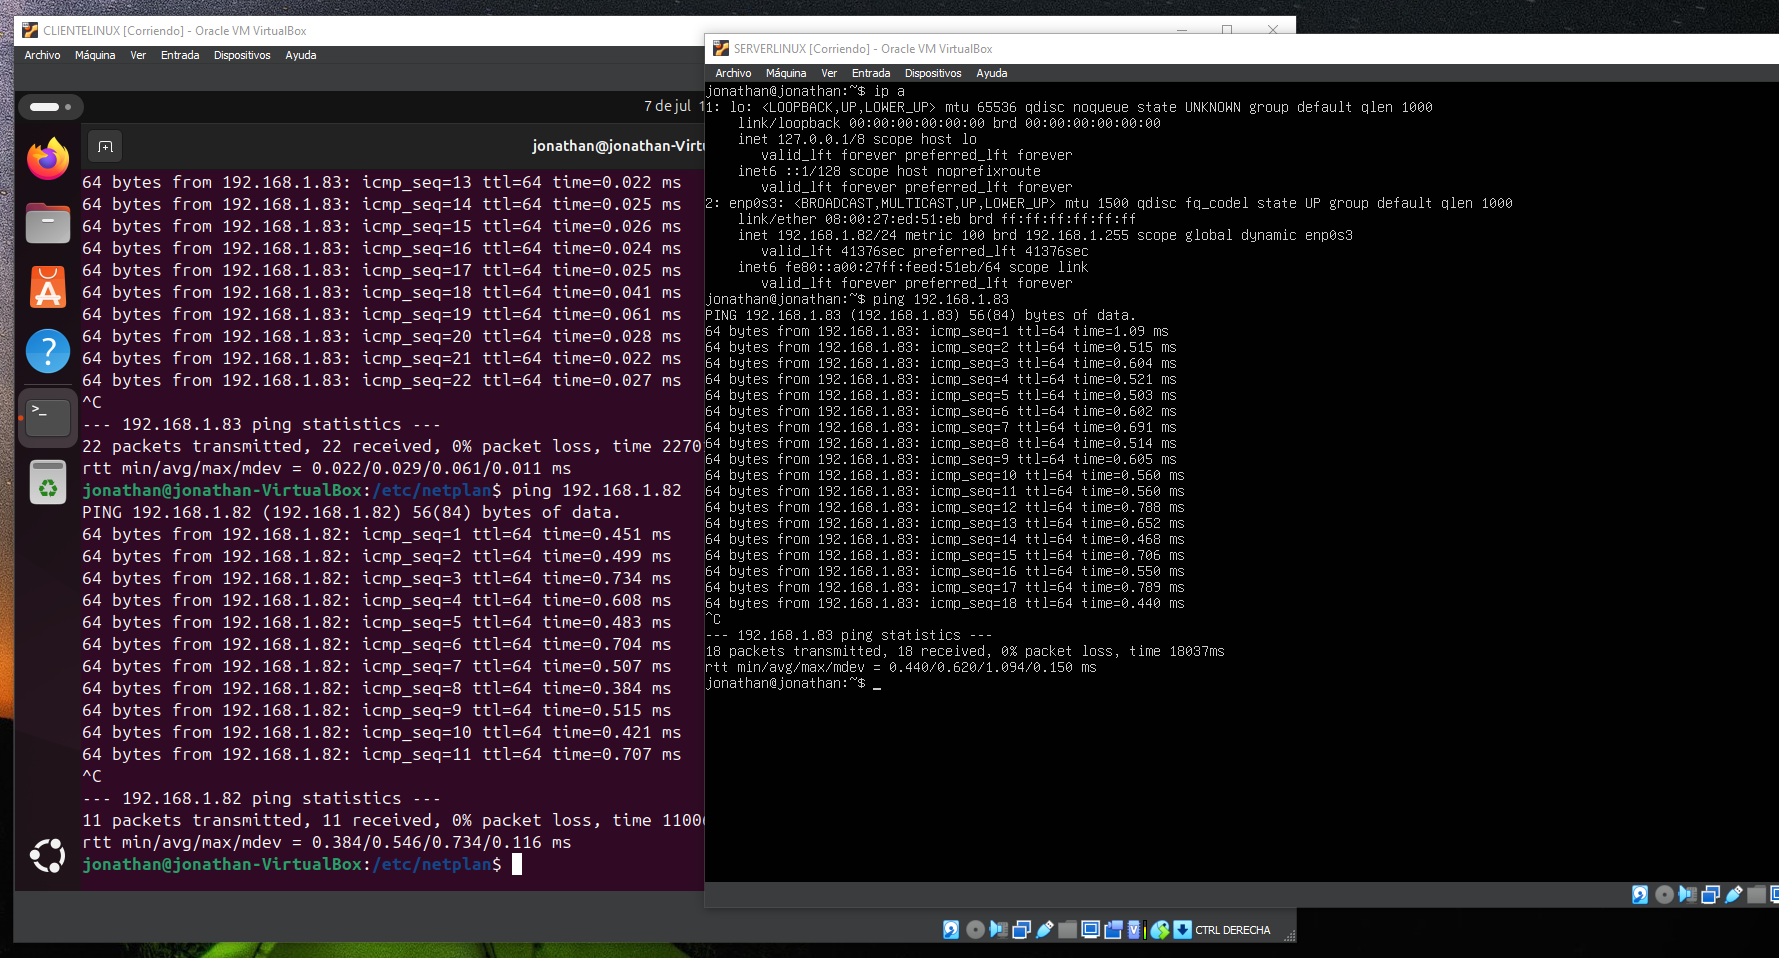 CLIENTELINUX [Corriendo] - Oracle VM VirtualBox
Archivo Máquina Ver Entrada Dispositivos Ayuda
7 de jul
jonathan@jonathan-Virtu
64 bytes from 192.168.1.83: icmp_seq=13 ttl=64 time=0.022 ms
64 bytes from 192.168.1.83: icmp_seq=14 ttl=64 time=0.025 ms
64 bytes from 192.168.1.83: icmp_seq=15 ttl=64 time=0.026 ms
64 bytes from 192.168.1.83: icmp_seq=16 ttl=64 time=0.024 ms
64 bytes from 192.168.1.83: icmp_seq=17 ttl=64 time=0.025 ms
64 bytes from 192.168.1.83: icmp_seq=18 ttl=64 time=0.041 ms
64 bytes from 192.168.1.83: icmp_seq=19 ttl=64 time=0.061 ms
64 bytes from 192.168.1.83: icmp_seq=20 ttl=64 time=0.028 ms
64 bytes from 192.168.1.83: icmp_seq=21 ttl=64 time=0.022 ms
64 bytes from 192.168.1.83: icmp_seq=22 ttl=64 time=0.027 ms
^C
--- 192.168.1.83 ping statistics ---
22 packets transmitted, 22 received, 0% packet loss, time 2270
rtt min/avg/max/mdev = 0.022/0.029/0.061/0.011 ms
jonathan@jonathan-VirtualBox:/etc/netplan$ ping 192.168.1.82
PING 192.168.1.82 (192.168.1.82) 56(84) bytes of data.
64 bytes from 192.168.1.82: icmp_seq=1 ttl=64 time=0.451 ms
64 bytes from 192.168.1.82: icmp_seq=2 ttl=64 time=0.499 ms
64 bytes from 192.168.1.82: icmp_seq=3 ttl=64 time=0.734 ms
64 bytes from 192.168.1.82: icmp_seq=4 ttl=64 time=0.608 ms
64 bytes from 192.168.1.82: icmp_seq=5 ttl=64 time=0.483 ms
64 bytes from 192.168.1.82: icmp_seq=6 ttl=64 time=0.704 ms
64 bytes from 192.168.1.82: icmp_seq=7 ttl=64 time=0.507 ms
64 bytes from 192.168.1.82: icmp_seq=8 ttl=64 time=0.384 ms
64 bytes from 192.168.1.82: icmp_seq=9 ttl=64 time=0.515 ms
64 bytes from 192.168.1.82: icmp_seq=10 ttl=64 time=0.421 ms
64 bytes from 192.168.1.82: icmp_seq=11 ttl=64 time=0.707 ms
^C
--- 192.168.1.82 ping statistics ---
11 packets transmitted, 11 received, 0% packet loss, time 1100
rtt min/avg/max/mdev = 0.384/0.546/0.734/0.116 ms
jonathan@jonathan-VirtualBox:/etc/netplan$
CTRL DERECHA
SERVERLINUX [Corriendo] - Oracle VM VirtualBox
Archivo Máquina Ver Entrada Dispositivos Ayuda
jonathan@jonathan:~$ ip a
1: lo: <LOOPBACK,UP,LOWER_UP> mtu 65536 qdisc noqueue state UNKNOWN group default qlen 1000
link/loopback 00:00:00:00:00:00 brd 00:00:00:00:00:00
inet 127.0.0.1/8 scope host lo
valid_lft forever preferred_lft forever
inet6 ::1/128 scope host noprefixroute
valid_lft forever preferred_lft forever
2: enp0s3: <BROADCAST,MULTICAST,UP,LOWER_UP> mtu 1500 qdisc fq_codel state UP group default qlen 1000
link/ether 08:00:27:ed:51:eb brd ff:ff:ff:ff:ff:ff
inet 192.168.1.82/24 metric 100 brd 192.168.1.255 scope global dynamic enp0s3
valid_lft 41376sec preferred_lft 41376sec
inet6 fe80::a00:27ff:feed:51eb/64 scope link
valid_lft forever preferred_lft forever
jonathan@jonathan:~$ ping 192.168.1.83
PING 192.168.1.83 (192.168.1.83) 56(84) bytes of data.
64 bytes from 192.168.1.83: icmp_seq=1 ttl=64 time=1.09 ms
64 bytes from 192.168.1.83: icmp_seq=2 ttl=64 time=0.515 ms
64 bytes from 192.168.1.83: icmp_seq=3 ttl=64 time=0.604 ms
64 bytes from 192.168.1.83: icmp_seq=4 ttl=64 time=0.521 ms
64 bytes from 192.168.1.83: icmp_seq=5 ttl=64 time=0.503 ms
64 bytes from 192.168.1.83: icmp_seq=6 ttl=64 time=0.602 ms
64 bytes from 192.168.1.83: icmp_seq=7 ttl=64 time=0.691 ms
64 bytes from 192.168.1.83: icmp_seq=8 ttl=64 time=0.514 ms
64 bytes from 192.168.1.83: icmp_seq=9 ttl=64 time=0.605 ms
64 bytes from 192.168.1.83: icmp_seq=10 ttl=64 time=0.560 ms
64 bytes from 192.168.1.83: icmp_seq=11 ttl=64 time=0.560 ms
64 bytes from 192.168.1.83: icmp_seq=12 ttl=64 time=0.788 ms
64 bytes from 192.168.1.83: icmp_seq=13 ttl=64 time=0.652 ms
64 bytes from 192.168.1.83: icmp_seq=14 ttl=64 time=0.468 ms
64 bytes from 192.168.1.83: icmp_seq=15 ttl=64 time=0.706 ms
64 bytes from 192.168.1.83: icmp_seq=16 ttl=64 time=0.550 ms
64 bytes from 192.168.1.83: icmp_seq=17 ttl=64 time=0.789 ms
64 bytes from 192.168.1.83: icmp_seq=18 ttl=64 time=0.440 ms
^C
--- 192.168.1.83 ping statistics ---
18 packets transmitted, 18 received, 0% packet loss, time 18037ms
rtt min/avg/max/mdev = 0.440/0.620/1.094/0.150 ms
jonathan@jonathan:~$ _